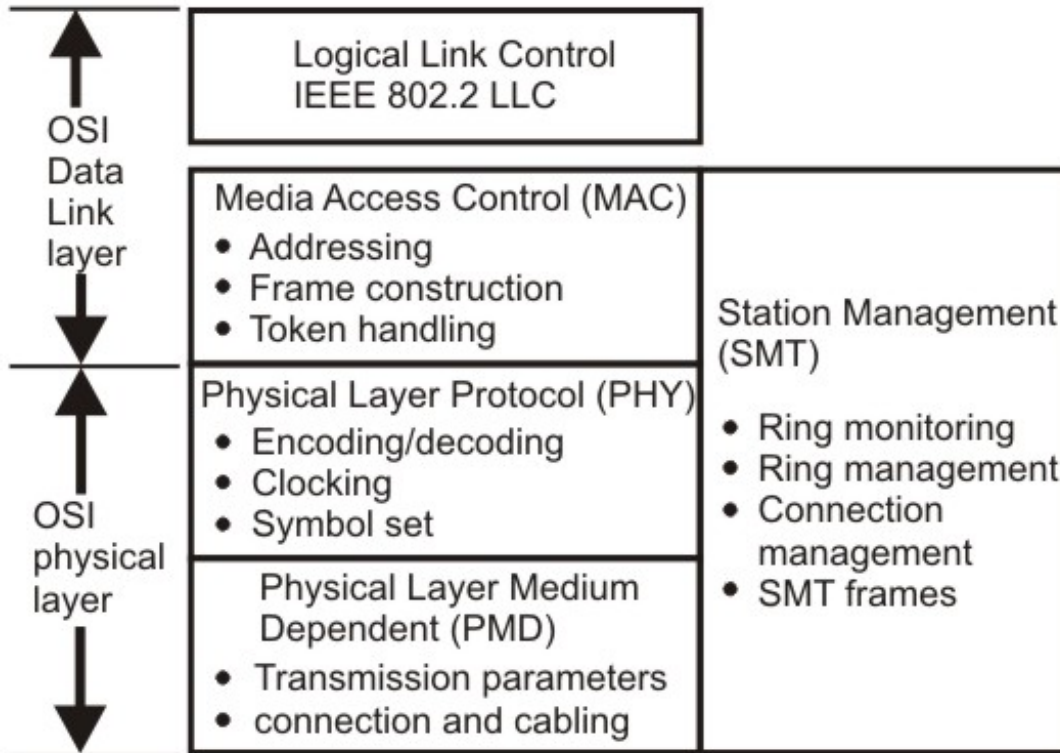 Logical Link Control
IEEE 802.2 LLC
OSI
Data
Link
layer
Media Access Control (MAC)
• Addressing
• Frame construction
• Token handling
Physical Layer Protocol (PHY)
• Encoding/decoding
• Clocking
• Symbol set
OSI
physical
layer
Physical Layer Medium
Dependent (PMD)
• Transmission parameters
• connection and cabling
Station Management
(SMT)
• Ring monitoring
• Ring management
• Connection
management
• SMT frames